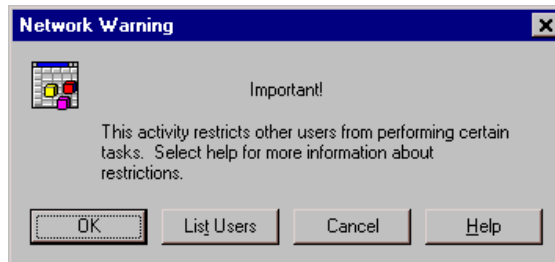 Network Warning
Important!
This activity restricts other users from performing certain
tasks. Select help for more information about
restrictions.
OK
List Users
Cancel
Help